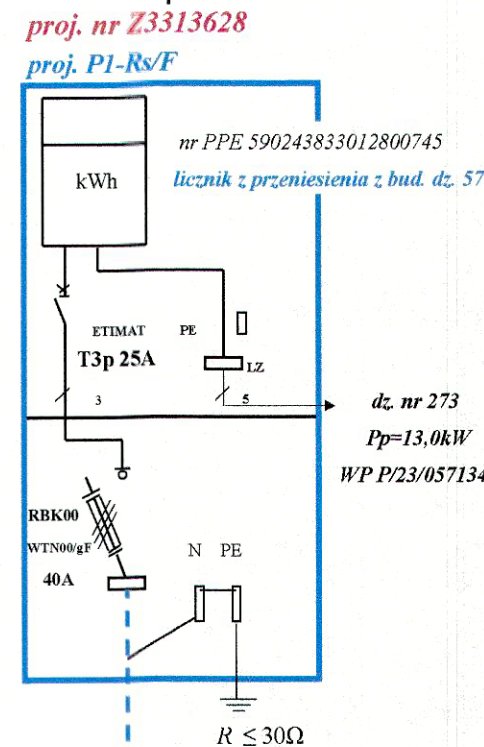 proj. nr Z3313628
proj. P1-Rs/F
nr PPE 590243833012800745
kWh
licznik z przeniesienia z bud. dz. 57
ETIMAT PE
T3p 25A
LZ
3 5
dz. nr 273
Pp=13,0kW
WP P/23/057134
RBK00
WTN00/gF
40A
N PE
R ≤ 30Ω